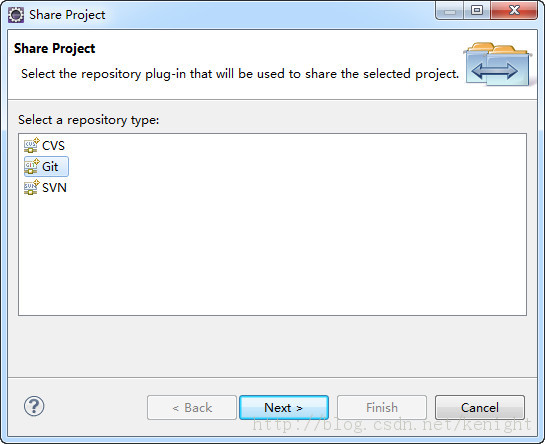 Share Project
Share Project
Select the repository plug-in that will be used to share the selected project.
Select a repository type:
CVS
Git
SVN
?
< Back
Next >
Finish
Cancel
http://blog.csdn.net/kenight